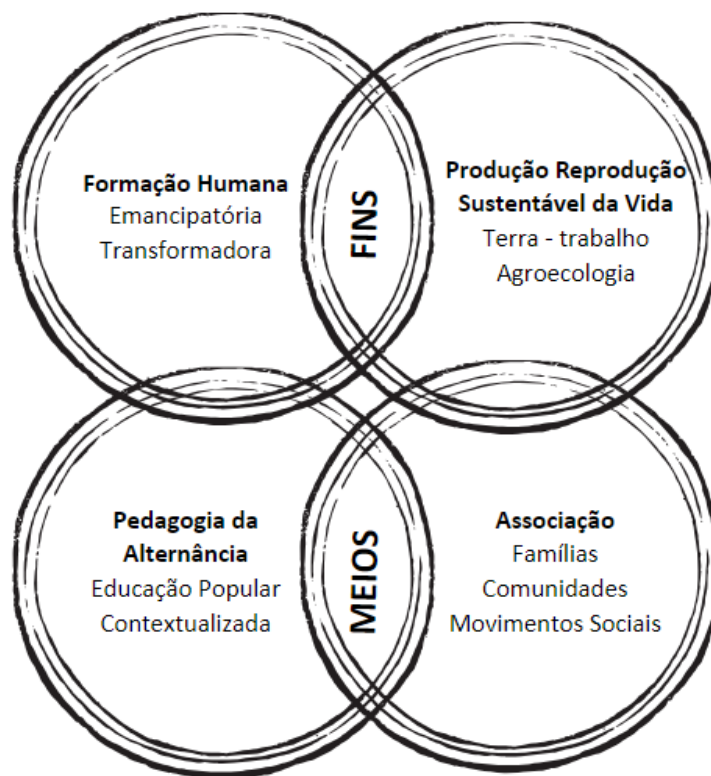 Formação Humana
Emancipatória
Transformadora
FINS
Produção Reprodução
Sustentável da Vida
Terra - trabalho
Agroecologia
Pedagogia da
Alternância
Educação Popular
Contextualizada
MEIOS
Associação
Famílias
Comunidades
Movimentos Sociais